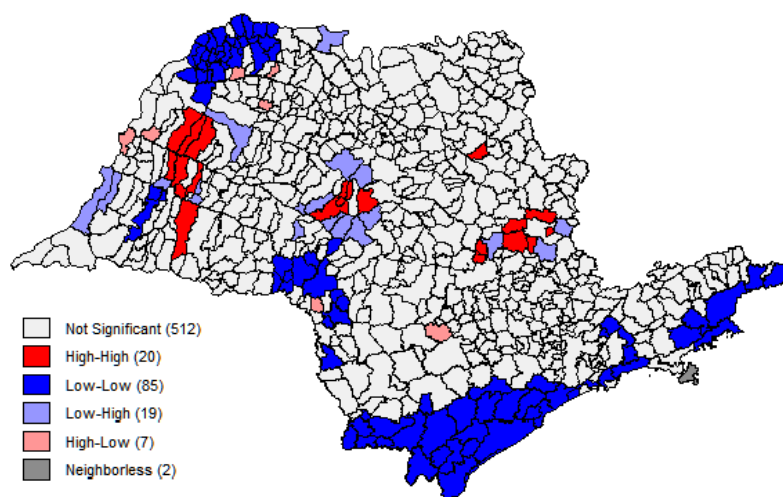 Not Significant (512)
High-High (20)
Low-Low (85)
Low-High (19)
High-Low (7)
Neighborless (2)